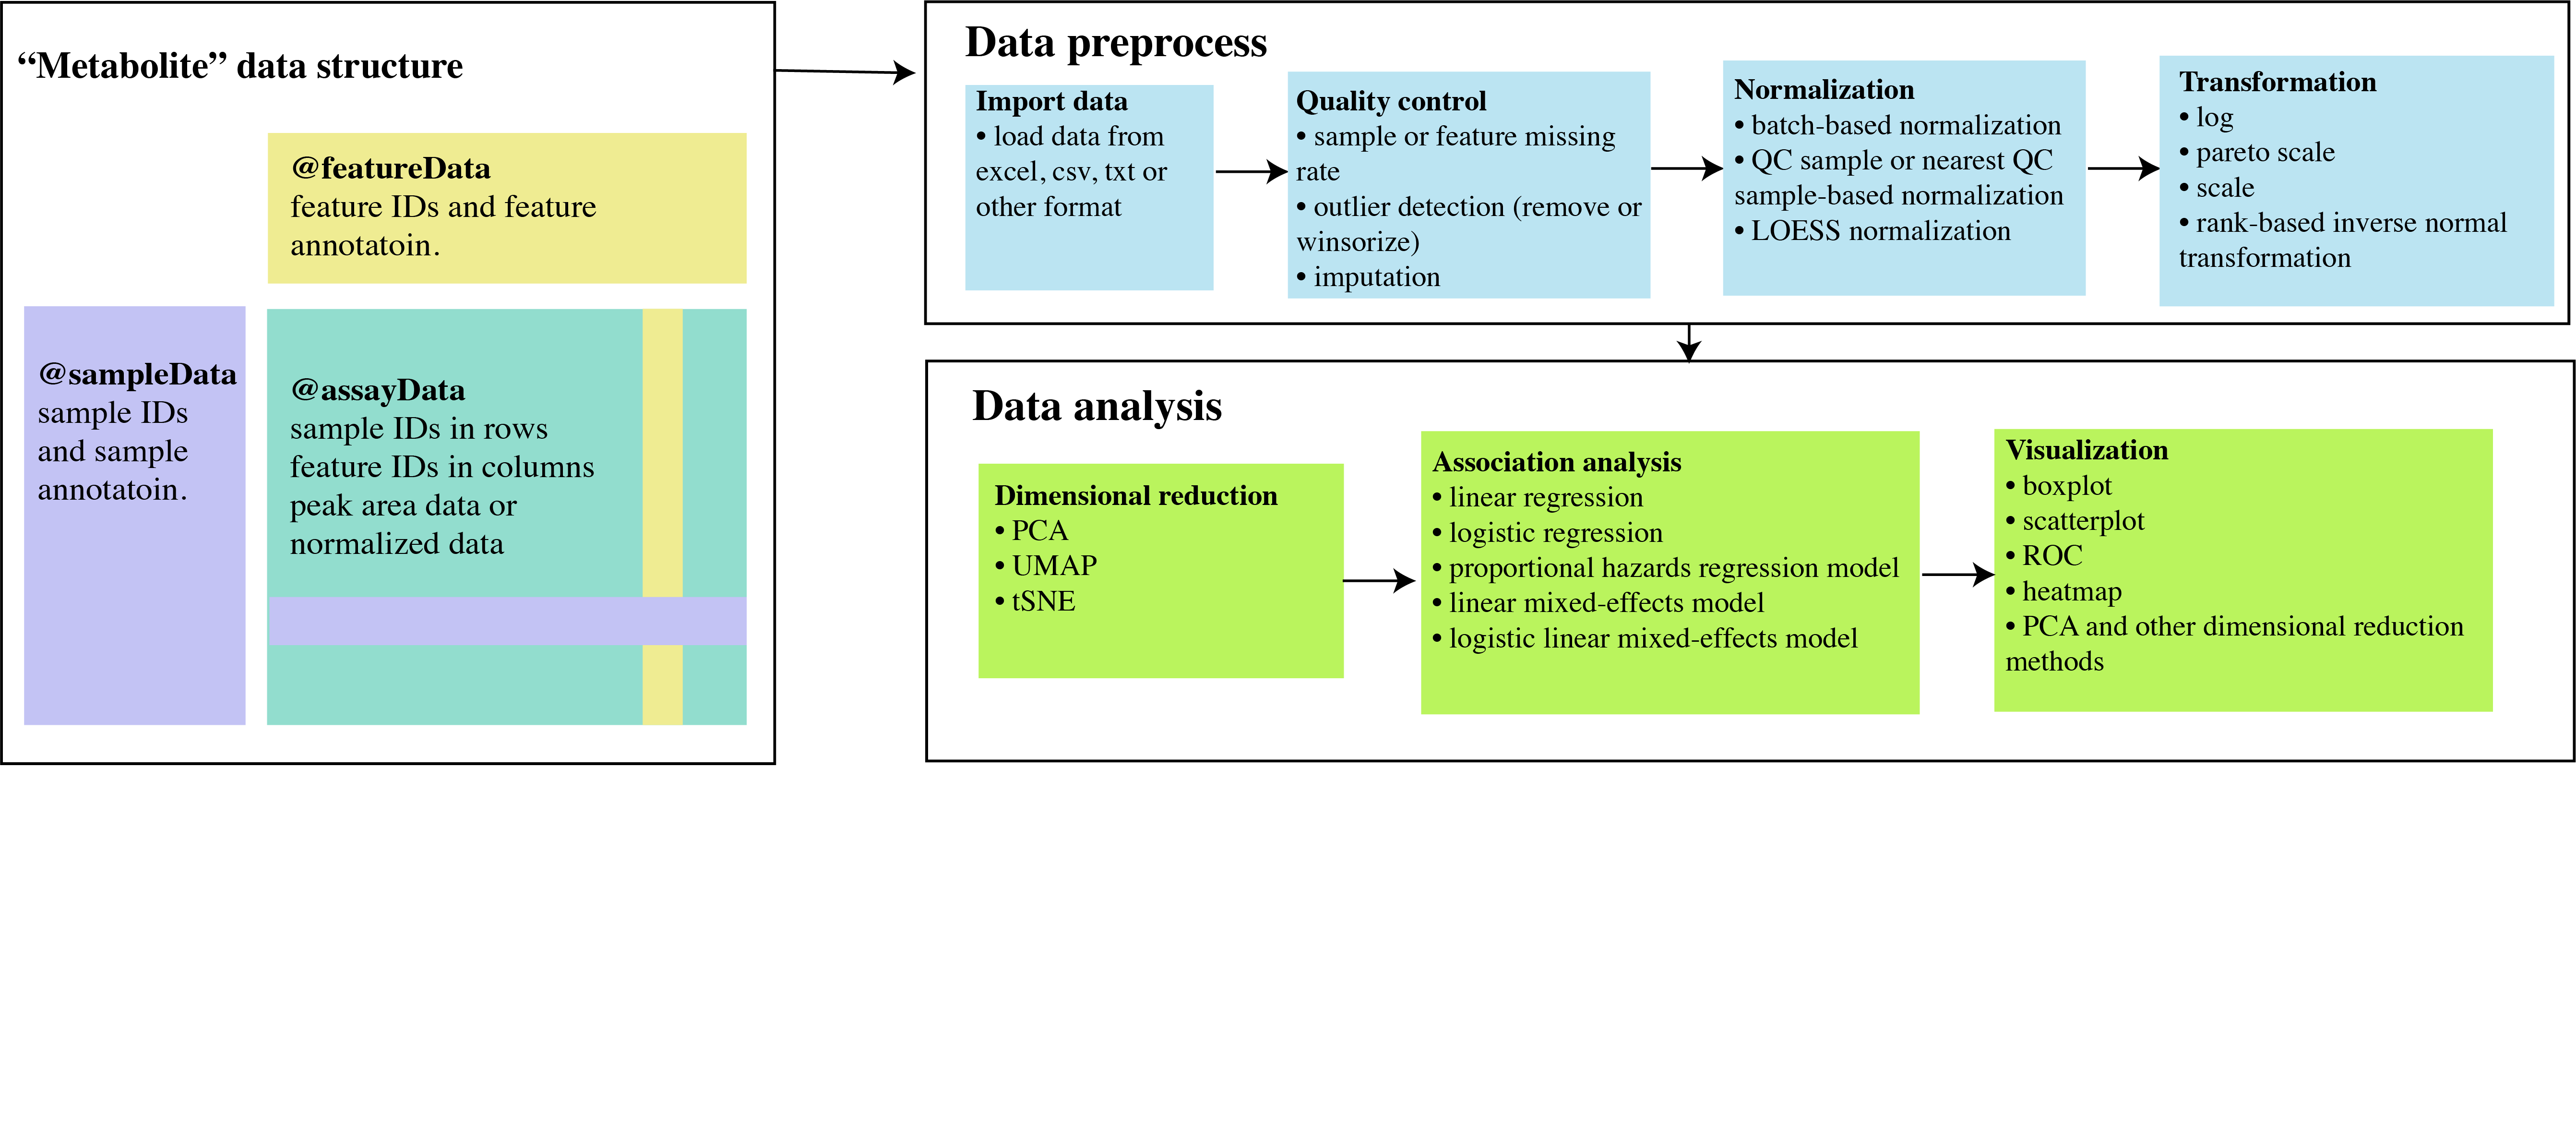 “Metabolite” data structure
@featureData
feature IDs and feature
annotatoin.
@sampleData
sample IDs
and sample
annotatoin.
@assayData
sample IDs in rows
feature IDs in columns
peak area data or
normalized data
Data preprocess
Import data
• load data from
excel, csv, txt or
other format
Quality control
• sample or feature missing
rate
• outlier detection (remove or
winsorize)
• imputation
Normalization
• batch-based normalization
• QC sample or nearest QC
sample-based normalization
• LOESS normalization
Transformation
• log
• pareto scale
• scale
• rank-based inverse normal
transformation
Data analysis
Dimensional reduction
• PCA
• UMAP
• tSNE
Association analysis
• linear regression
• logistic regression
• proportional hazards regression model
• linear mixed-effects model
• logistic linear mixed-effects model
Visualization
• boxplot
• scatterplot
• ROC
• heatmap
• PCA and other dimensional reduction
methods